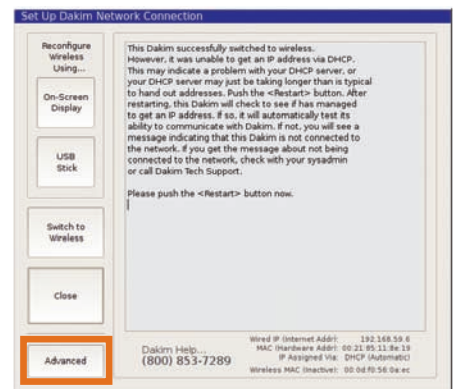 Set Up Dakim Network Connection
Reconfigure
Wireless
Using...
On-Screen
Display
USB
Stick
Switch to
Wireless
Close
Advanced
This Dakim successfully switched to wireless.
However, it was unable to get an IP address via DHCP.
This may indicate a problem with your DHCP server, or
your DHCP server may just be taking longer than is typical
to hand out addresses. Push the <Restart> button. After
restarting, this Dakim will check to see if has managed
to get an IP address. If so, it will automatically test its
ability to communicate with Dakim. If not, you will see a
message indicating that this Dakim is not connected to
the network. If you get the message about not being
connected to the network, check with your sysadmin
or call Dakim Tech Support.
Please push the <Restart> button now.
Dakim Help...
(800) 853-7289
Wired IP (Internet Addr): 192.168.59.6
MAC (Hardware Addr): 00:21:85:11:8e:19
IP Assigned Via: DHCP (Automatic)
Wireless MAC (Inactive): 00:0d:f0:56:0a:ec